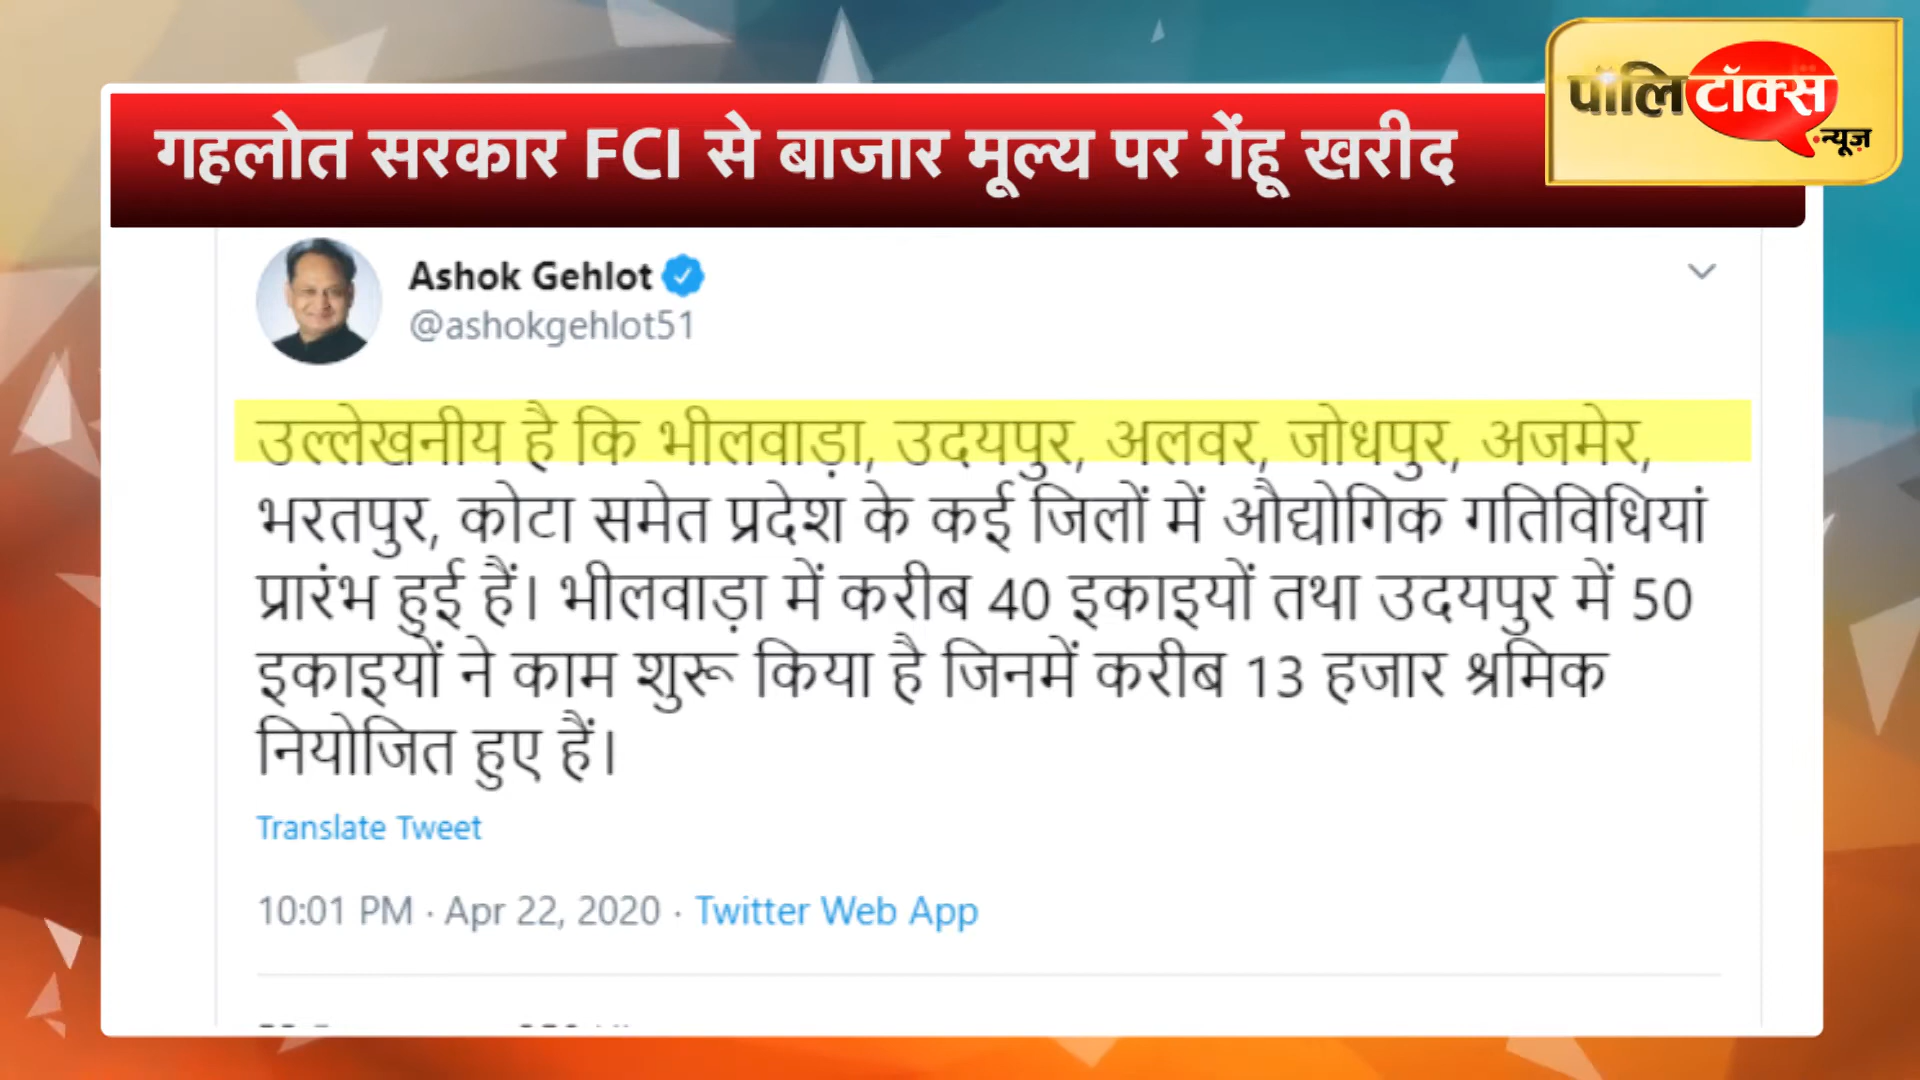 पॉलिटॉक्स
न्यूज़
गहलोत सरकार FCI से बाजार मूल्य पर गेंहू खरीद
Ashok Gehlot
@ashokgehlot51
उल्लेखनीय है कि भीलवाड़ा, उदयपुर, अलवर, जोधपुर, अजमेर,
भरतपुर, कोटा समेत प्रदेश के कई जिलों में औद्योगिक गतिविधियां
प्रारंभ हुई हैं। भीलवाड़ा में करीब 40 इकाइयों तथा उदयपुर में 50
इकाइयों ने काम शुरू किया है जिनमें करीब 13 हजार श्रमिक
नियोजित हुए हैं।
Translate Tweet
10:01 PM · Apr 22, 2020 · Twitter Web App